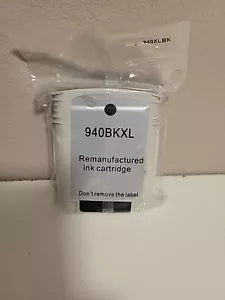 940XLBK
940BKXL
Remanufactured
ink cartridge
Don't remove the label